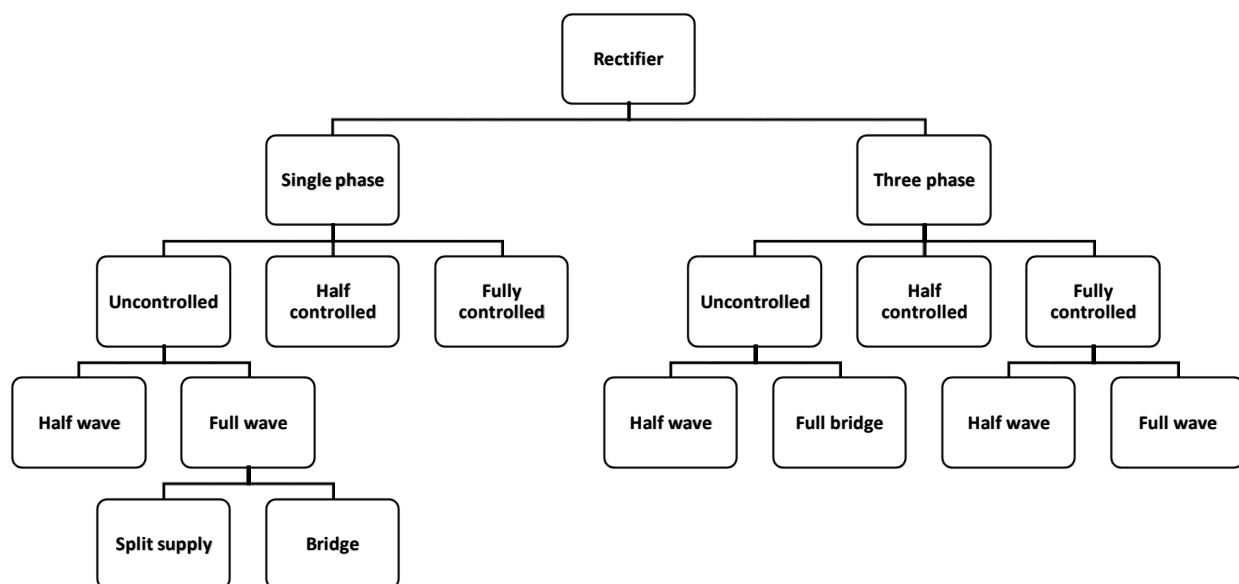 Rectifier
Single phase
Three phase
Uncontrolled
Half
controlled
Fully
controlled
Uncontrolled
Half
controlled
Fully
controlled
Half wave
Full wave
Half wave
Full bridge
Half wave
Full wave
Split supply
Bridge